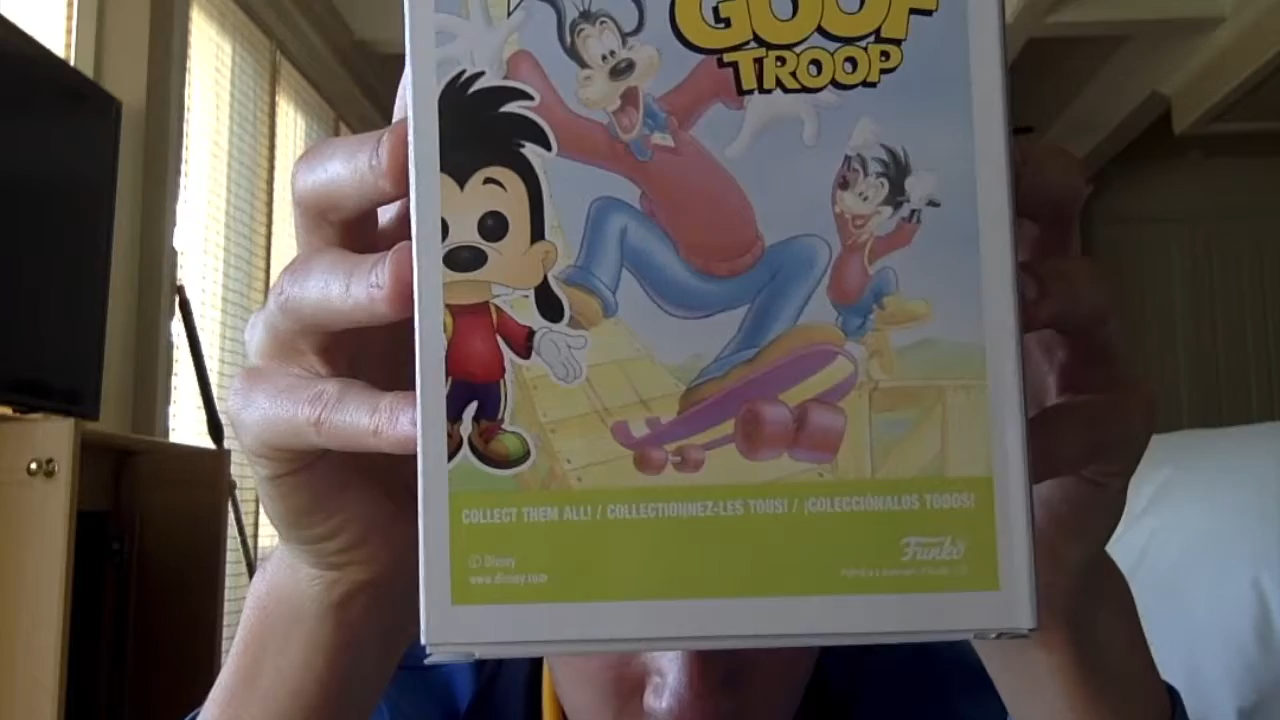 GOOF
TROOP
COLLECT THEM ALL! / COLLECTIONNEZ-LES TOUS! / ¡COLECCIÓNALOS TODOS!
© Disney
www.disney.com
Funko